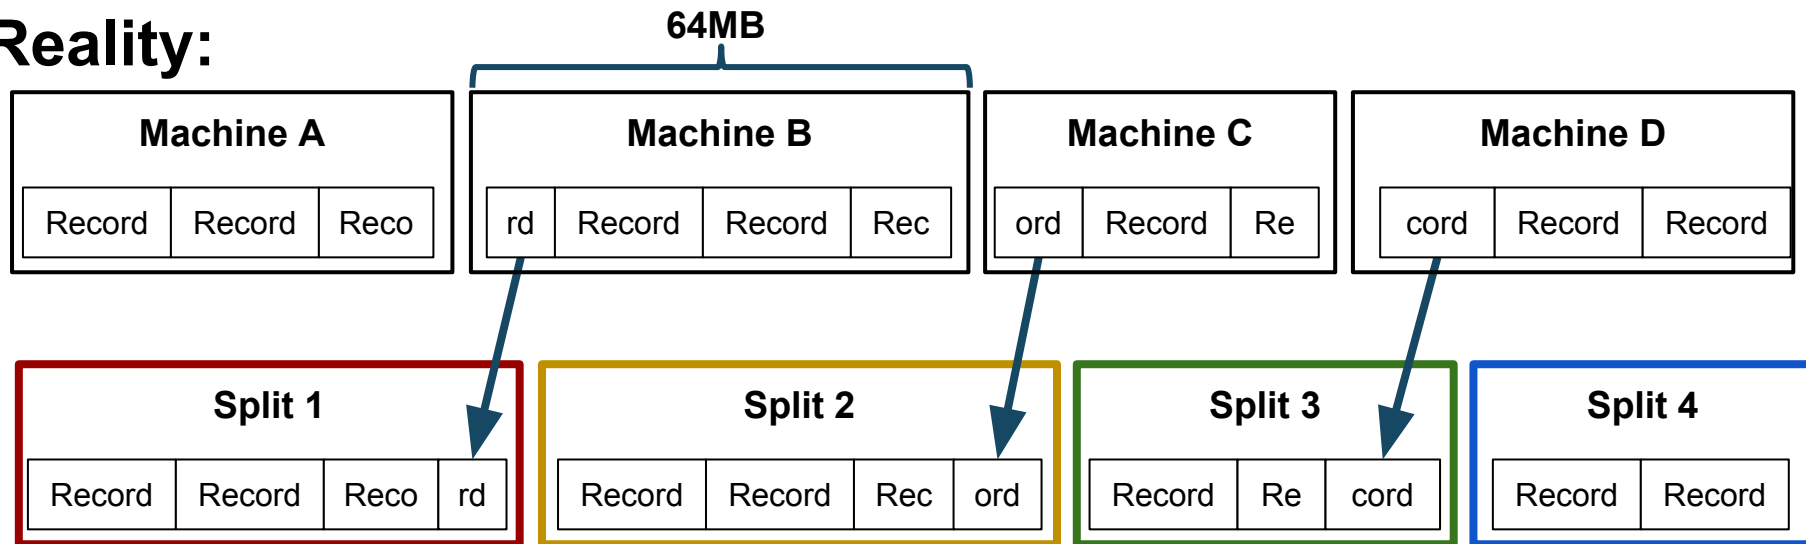 Reality:
64MB
Machine A Machine B Machine C Machine D
Record Record Reco rd Record Record Rec ord Record Re cord Record Record
Split 1 Split 2 Split 3 Split 4
Record Record Reco rd Record Record Rec ord Record Re cord Record Record